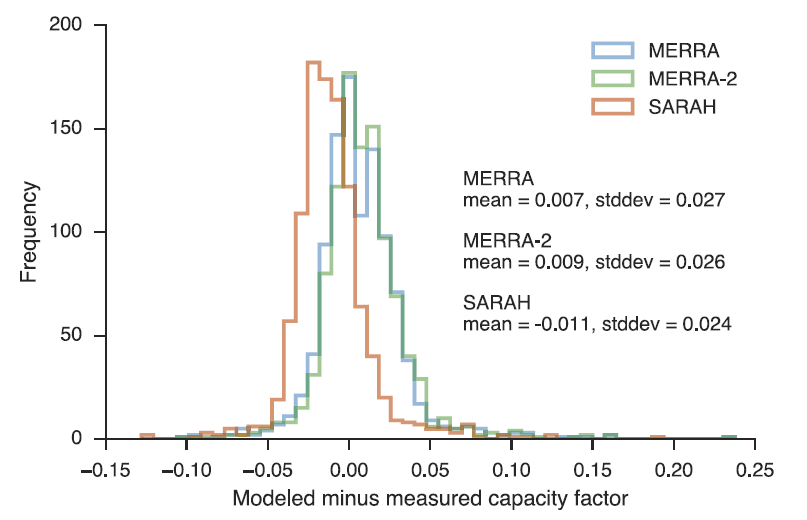 200
150
100
50
0
Frequency
−0.15
−0.10
−0.05
0.00
0.05
0.10
0.15
0.20
0.25
Modeled minus measured capacity factor
MERRA
MERRA-2
SARAH
MERRA
mean = 0.007, stddev = 0.027
MERRA-2
mean = 0.009, stddev = 0.026
SARAH
mean = -0.011, stddev = 0.024